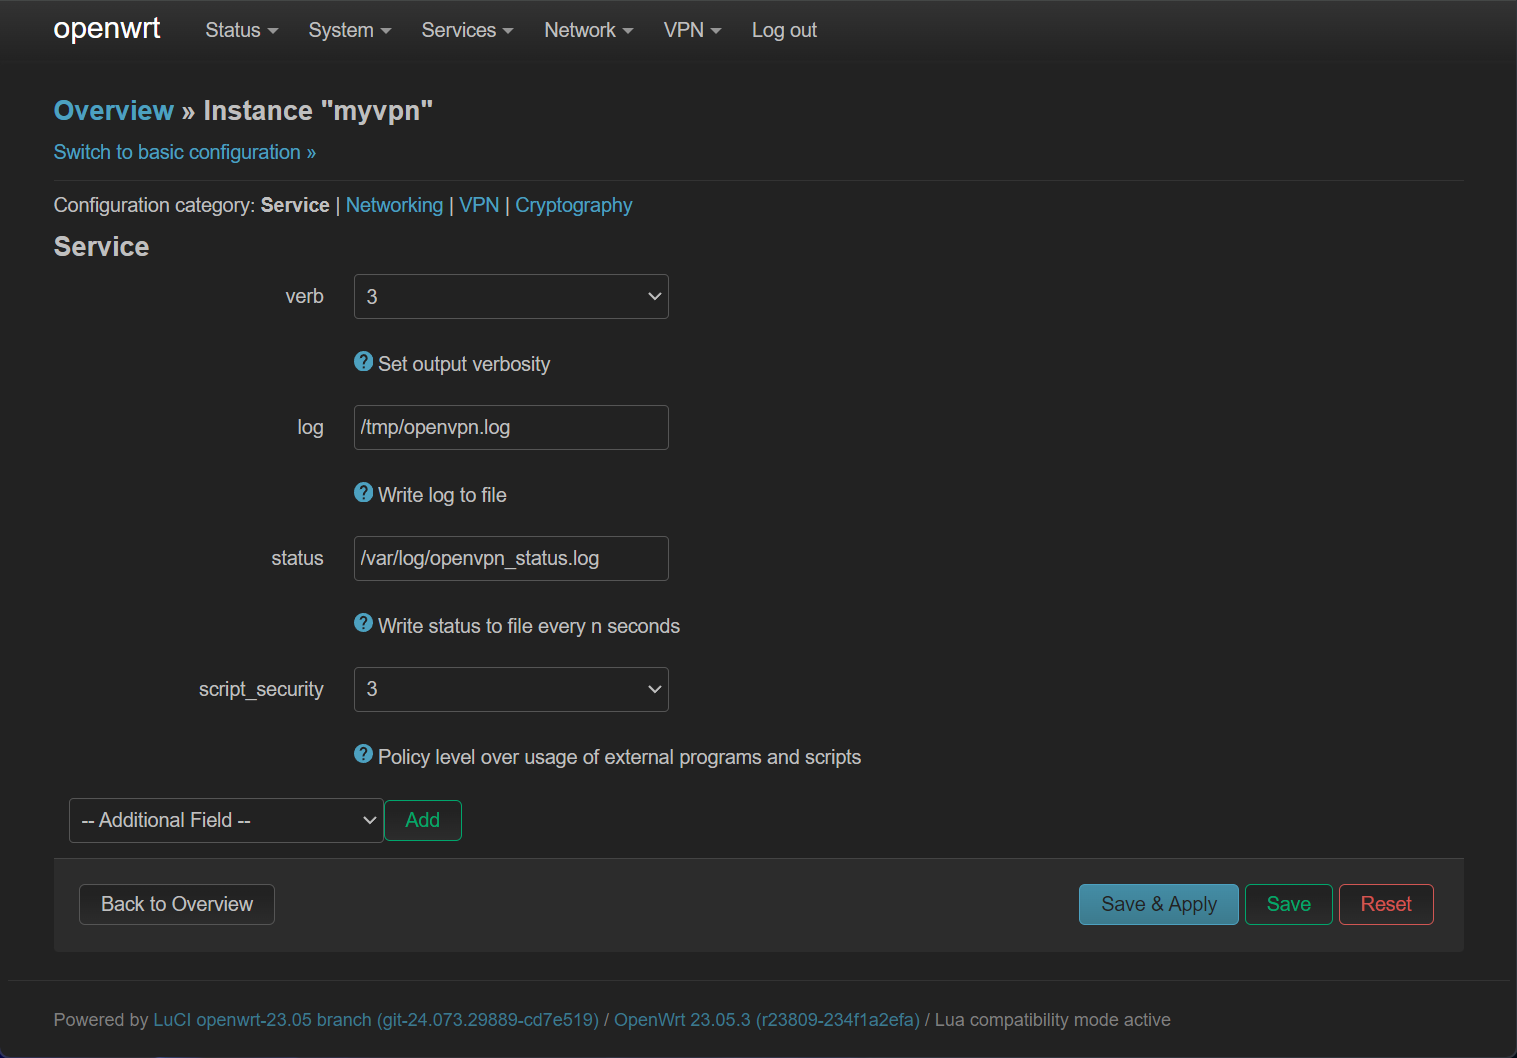 openwrt Status System Services Network VPN Log out
Overview » Instance "myvpn"
Switch to basic configuration »
Configuration category: Service | Networking | VPN | Cryptography
Service
verb 3
? Set output verbosity
log /tmp/openvpn.log
? Write log to file
status /var/log/openvpn_status.log
? Write status to file every n seconds
script_security 3
? Policy level over usage of external programs and scripts
-- Additional Field -- Add
Back to Overview Save & Apply Save Reset
Powered by LuCI openwrt-23.05 branch (git-24.073.29889-cd7e519) / OpenWrt 23.05.3 (r23809-234f1a2efa) / Lua compatibility mode active